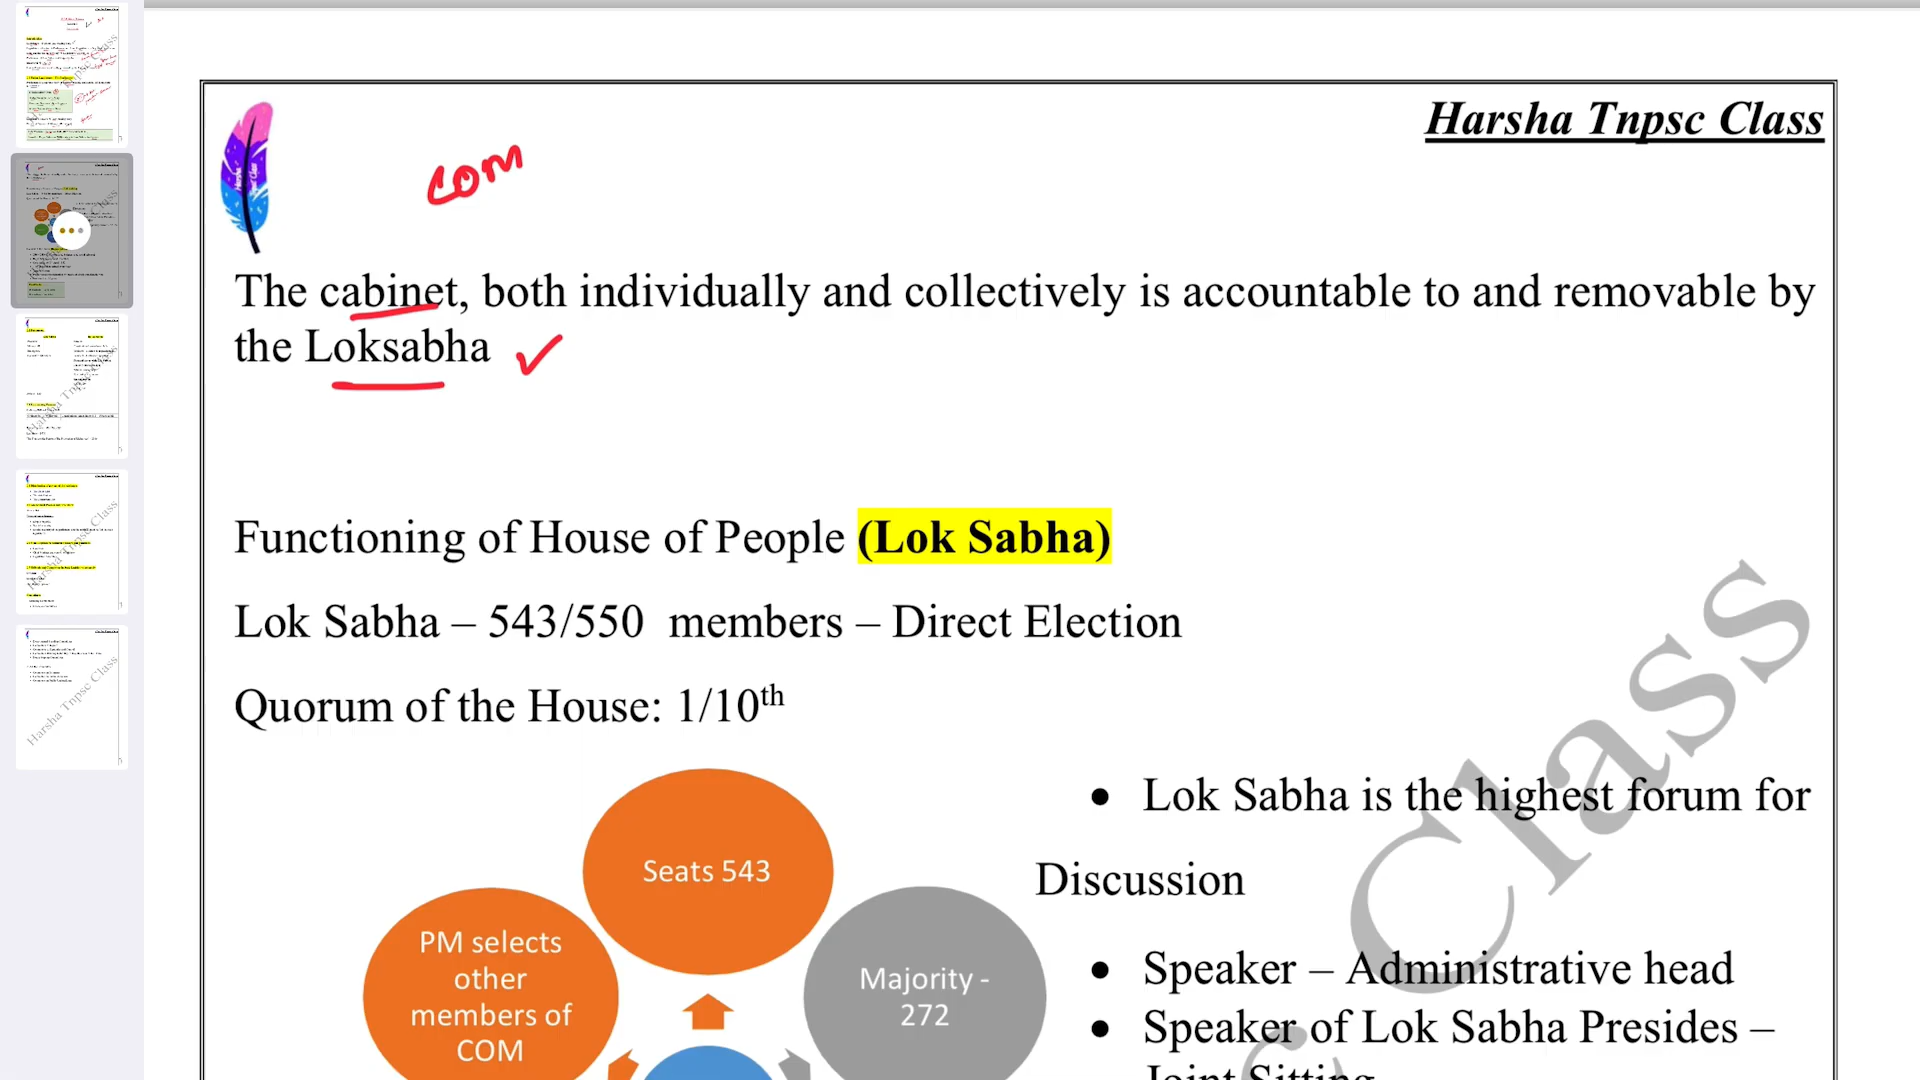 Harsha Tnpsc Class
com
The cabinet, both individually and collectively is accountable to and removable by
the Loksabha
Functioning of House of People (Lok Sabha)
Lok Sabha – 543/550 members – Direct Election
Quorum of the House: 1/10th
• Lok Sabha is the highest forum for
Discussion
• Speaker – Administrative head
• Speaker of Lok Sabha Presides –
Joint Sitting
Seats 543
PM selects
other
members of
COM
Majority -
272
Class